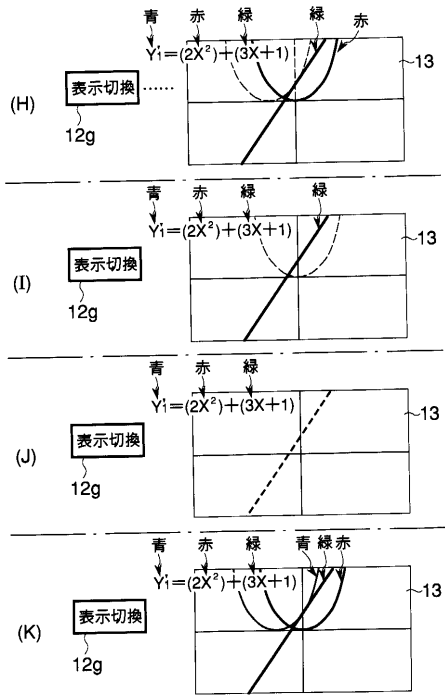 青 赤 緑 緑 赤
Y₁=(2X²)+(3X+1)
13
(H) 表示切換 ……
12g
青 赤 緑 緑
Y₁=(2X²)+(3X+1)
13
(I) 表示切換
12g
青 赤 緑
Y₁=(2X²)+(3X+1)
13
(J) 表示切換
12g
青 赤 緑 青 緑 赤
Y₁=(2X²)+(3X+1)
13
(K) 表示切換
12g